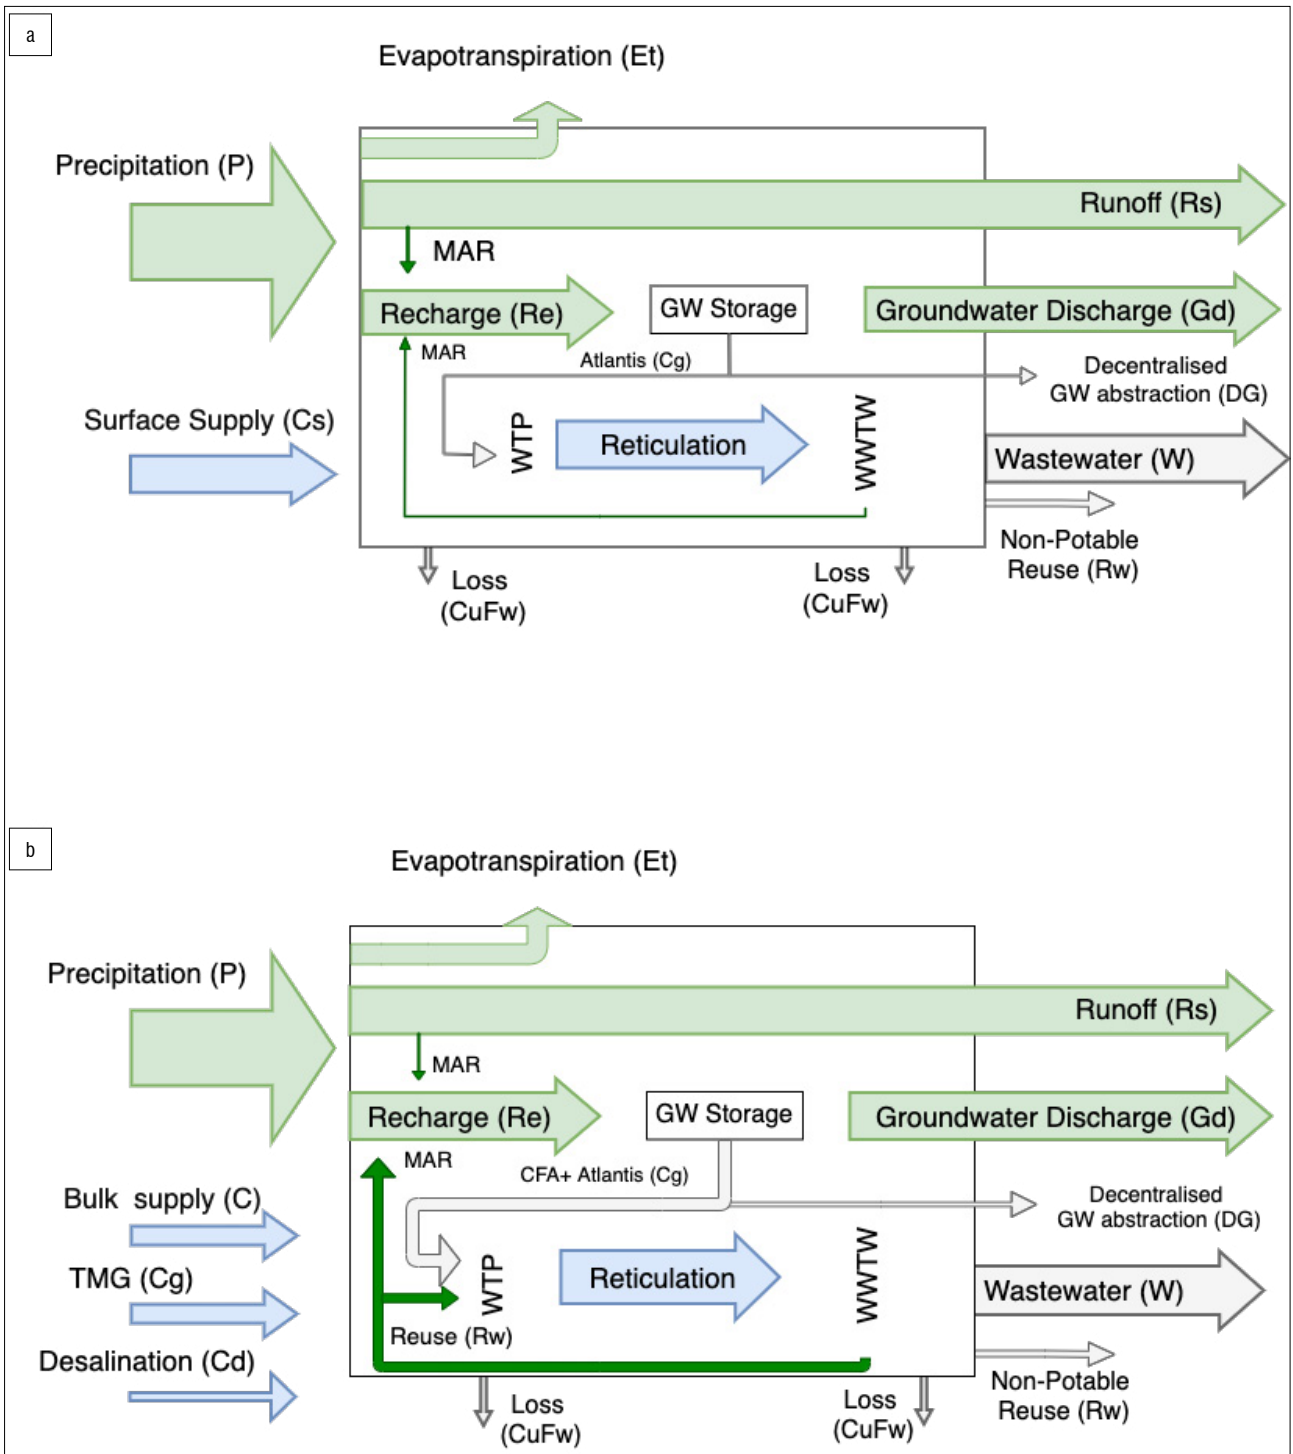 a
Evapotranspiration (Et)
Precipitation (P)
Runoff (Rs)
MAR
Recharge (Re)
GW Storage
Groundwater Discharge (Gd)
MAR
Atlantis (Cg)
Decentralised
GW abstraction (DG)
Surface Supply (Cs)
WTP
Reticulation
WWTW
Wastewater (W)
Non-Potable
Reuse (Rw)
Loss
(CuFw)
Loss
(CuFw)
b
Evapotranspiration (Et)
Precipitation (P)
Runoff (Rs)
MAR
Recharge (Re)
GW Storage
Groundwater Discharge (Gd)
MAR
CFA+ Atlantis (Cg)
Decentralised
GW abstraction (DG)
Bulk supply (C)
TMG (Cg)
WTP
Reticulation
WWTW
Wastewater (W)
Reuse (Rw)
Desalination (Cd)
Non-Potable
Reuse (Rw)
Loss
(CuFw)
Loss
(CuFw)